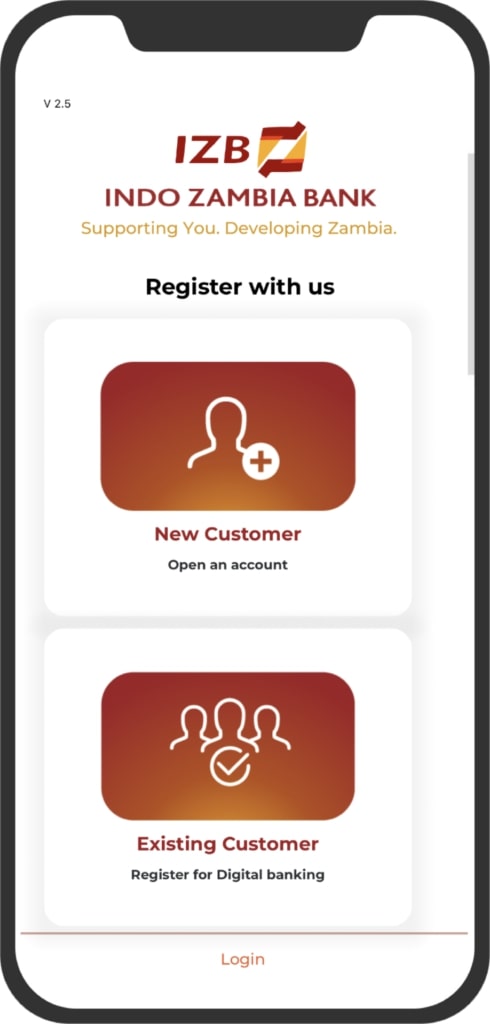 V 2.5
IZB
INDO ZAMBIA BANK
Supporting You. Developing Zambia.
Register with us
New Customer
Open an account
Existing Customer
Register for Digital banking
Login